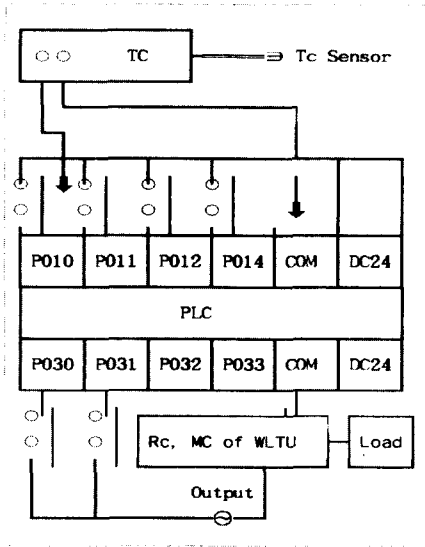 TC
Tc Sensor
P010 P011 P012 P014 COM DC24
PLC
P030 P031 P032 P033 COM DC24
Rc, MC of WLTU Load
Output